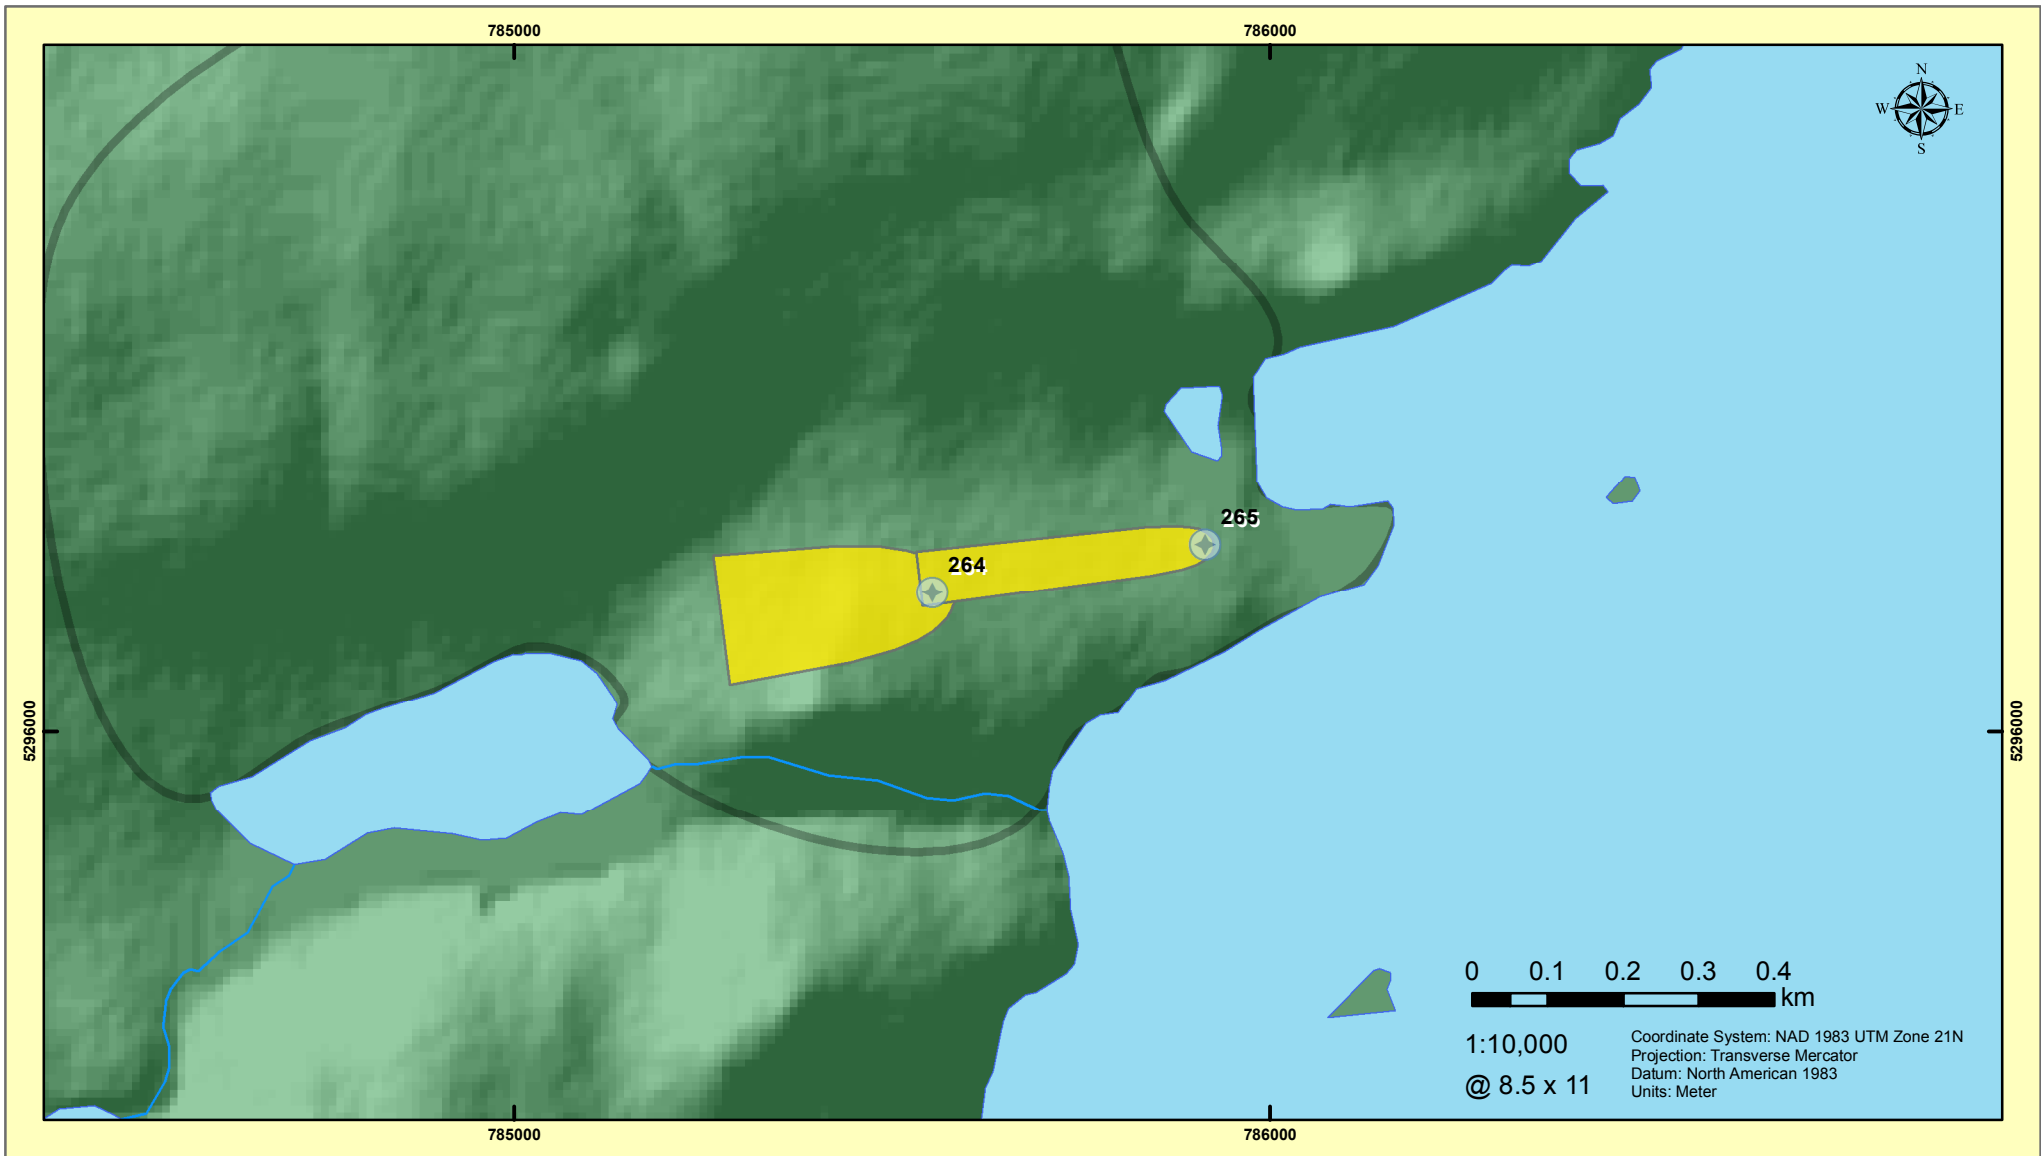 785000 786000
N
W E
S
265
264
5296000 5296000
0 0.1 0.2 0.3 0.4
km
1:10,000
@ 8.5 x 11
Coordinate System: NAD 1983 UTM Zone 21N
Projection: Transverse Mercator
Datum: North American 1983
Units: Meter
785000 786000